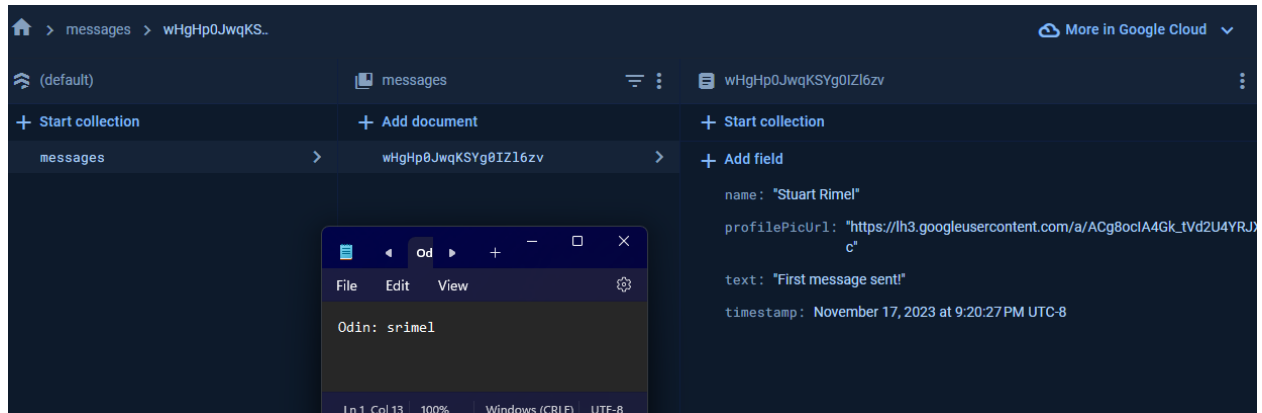 messages > wHgHp0JwqKS.. More in Google Cloud
(default)
Start collection
messages
messages
Add document
wHgHp0JwqKSYg0IZl6zv
wHgHp0JwqKSYg0IZl6zv
Start collection
Add field
name: "Stuart Rimel"
profilePicUrl: "https://lh3.googleusercontent.com/a/ACg8ocIA4Gk_tVd2U4YRJX
c"
text: "First message sent!"
timestamp: November 17, 2023 at 9:20:27 PM UTC-8
Od
File Edit View
Odin: srimel
Ln 1, Col 13 100% Windows (CRLF) UTF-8